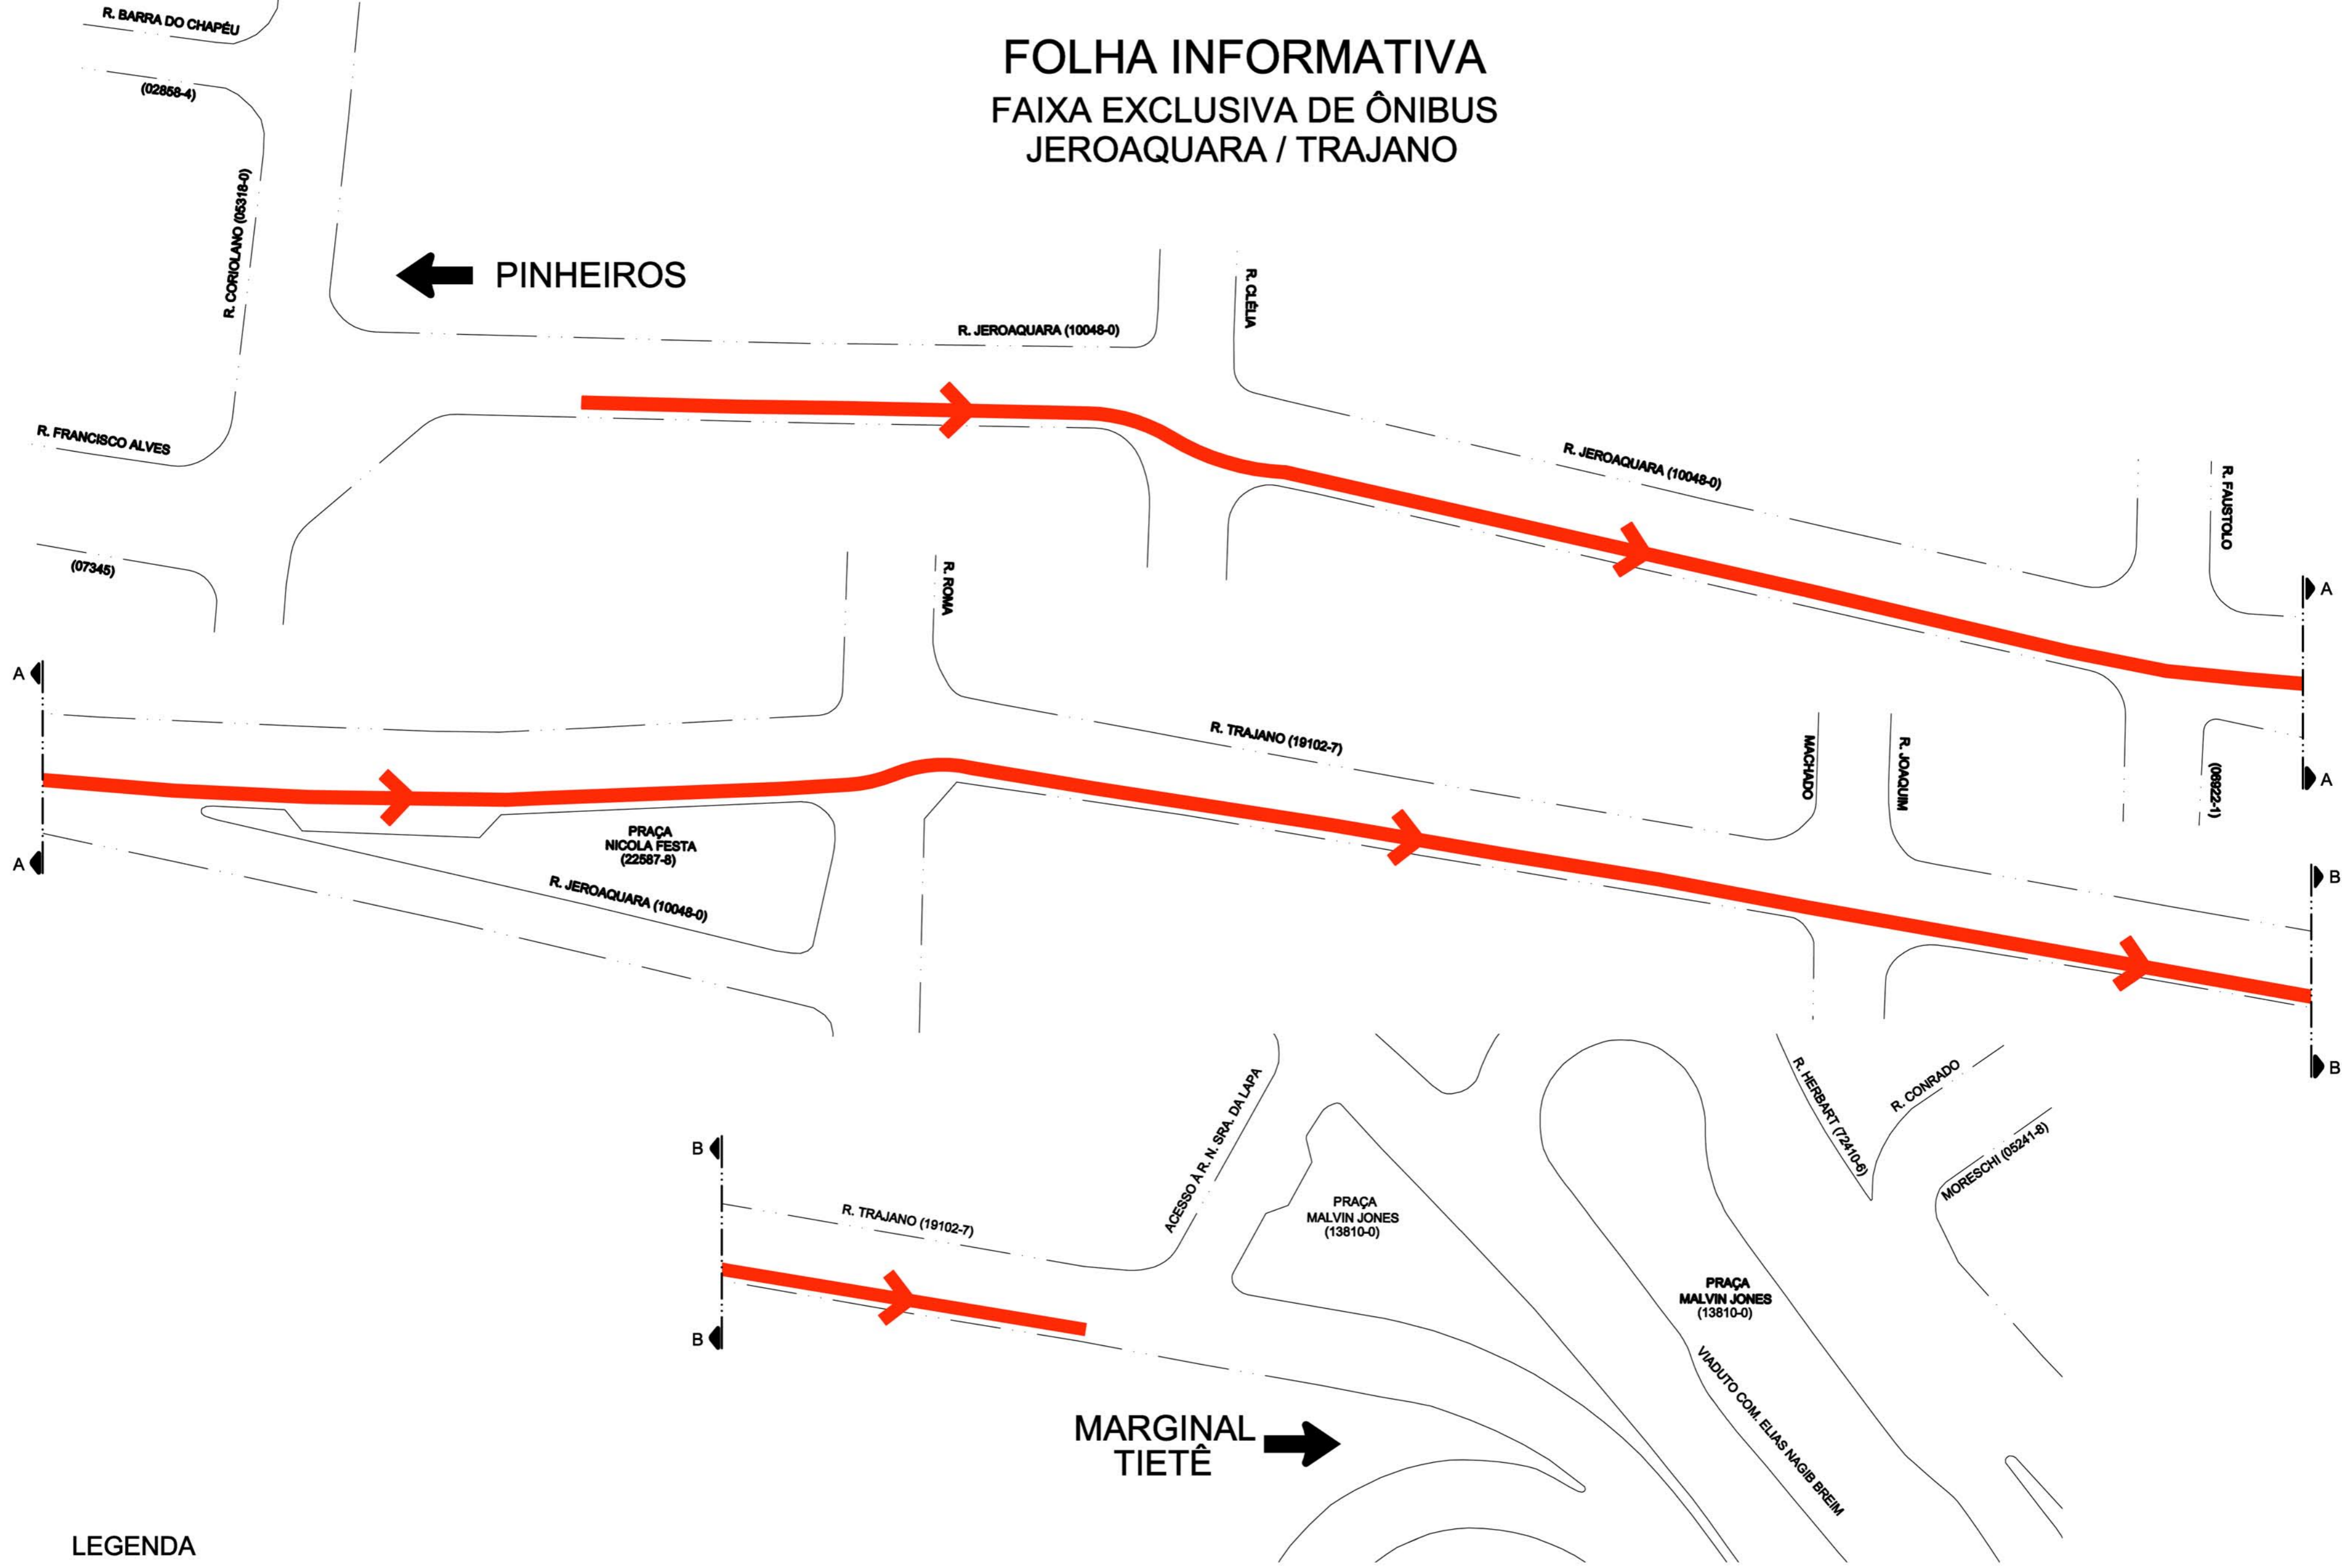 FOLHA INFORMATIVA
FAIXA EXCLUSIVA DE ÔNIBUS
JEROAQUARA / TRAJANO
R. BARRA DO CHAPÉU
(02858-4)
R. CORIOLANO (05318-0)
PINHEIROS
R. JEROAQUARA (10048-0)
R. CLÉLIA
R. FRANCISCO ALVES
(07345)
R. JEROAQUARA (10048-0)
R. FAUSTOLO
(06922-1)
A
A
A
A
R. ROMA
R. TRAJANO (19102-7)
MACHADO
R. JOAQUIM
PRAÇA
NICOLA FESTA
(22587-8)
R. JEROAQUARA (10048-0)
B
B
B
B
R. TRAJANO (19102-7)
ACESSO À R. N. SRA. DA LAPA
PRAÇA
MALVIN JONES
(13810-0)
R. HERBART (72410-6)
R. CONRADO
MORESCHI (05241-8)
PRAÇA
MALVIN JONES
(13810-0)
VIADUTO COM. ELIAS NAGIB BREIM
MARGINAL
TIETÊ
LEGENDA